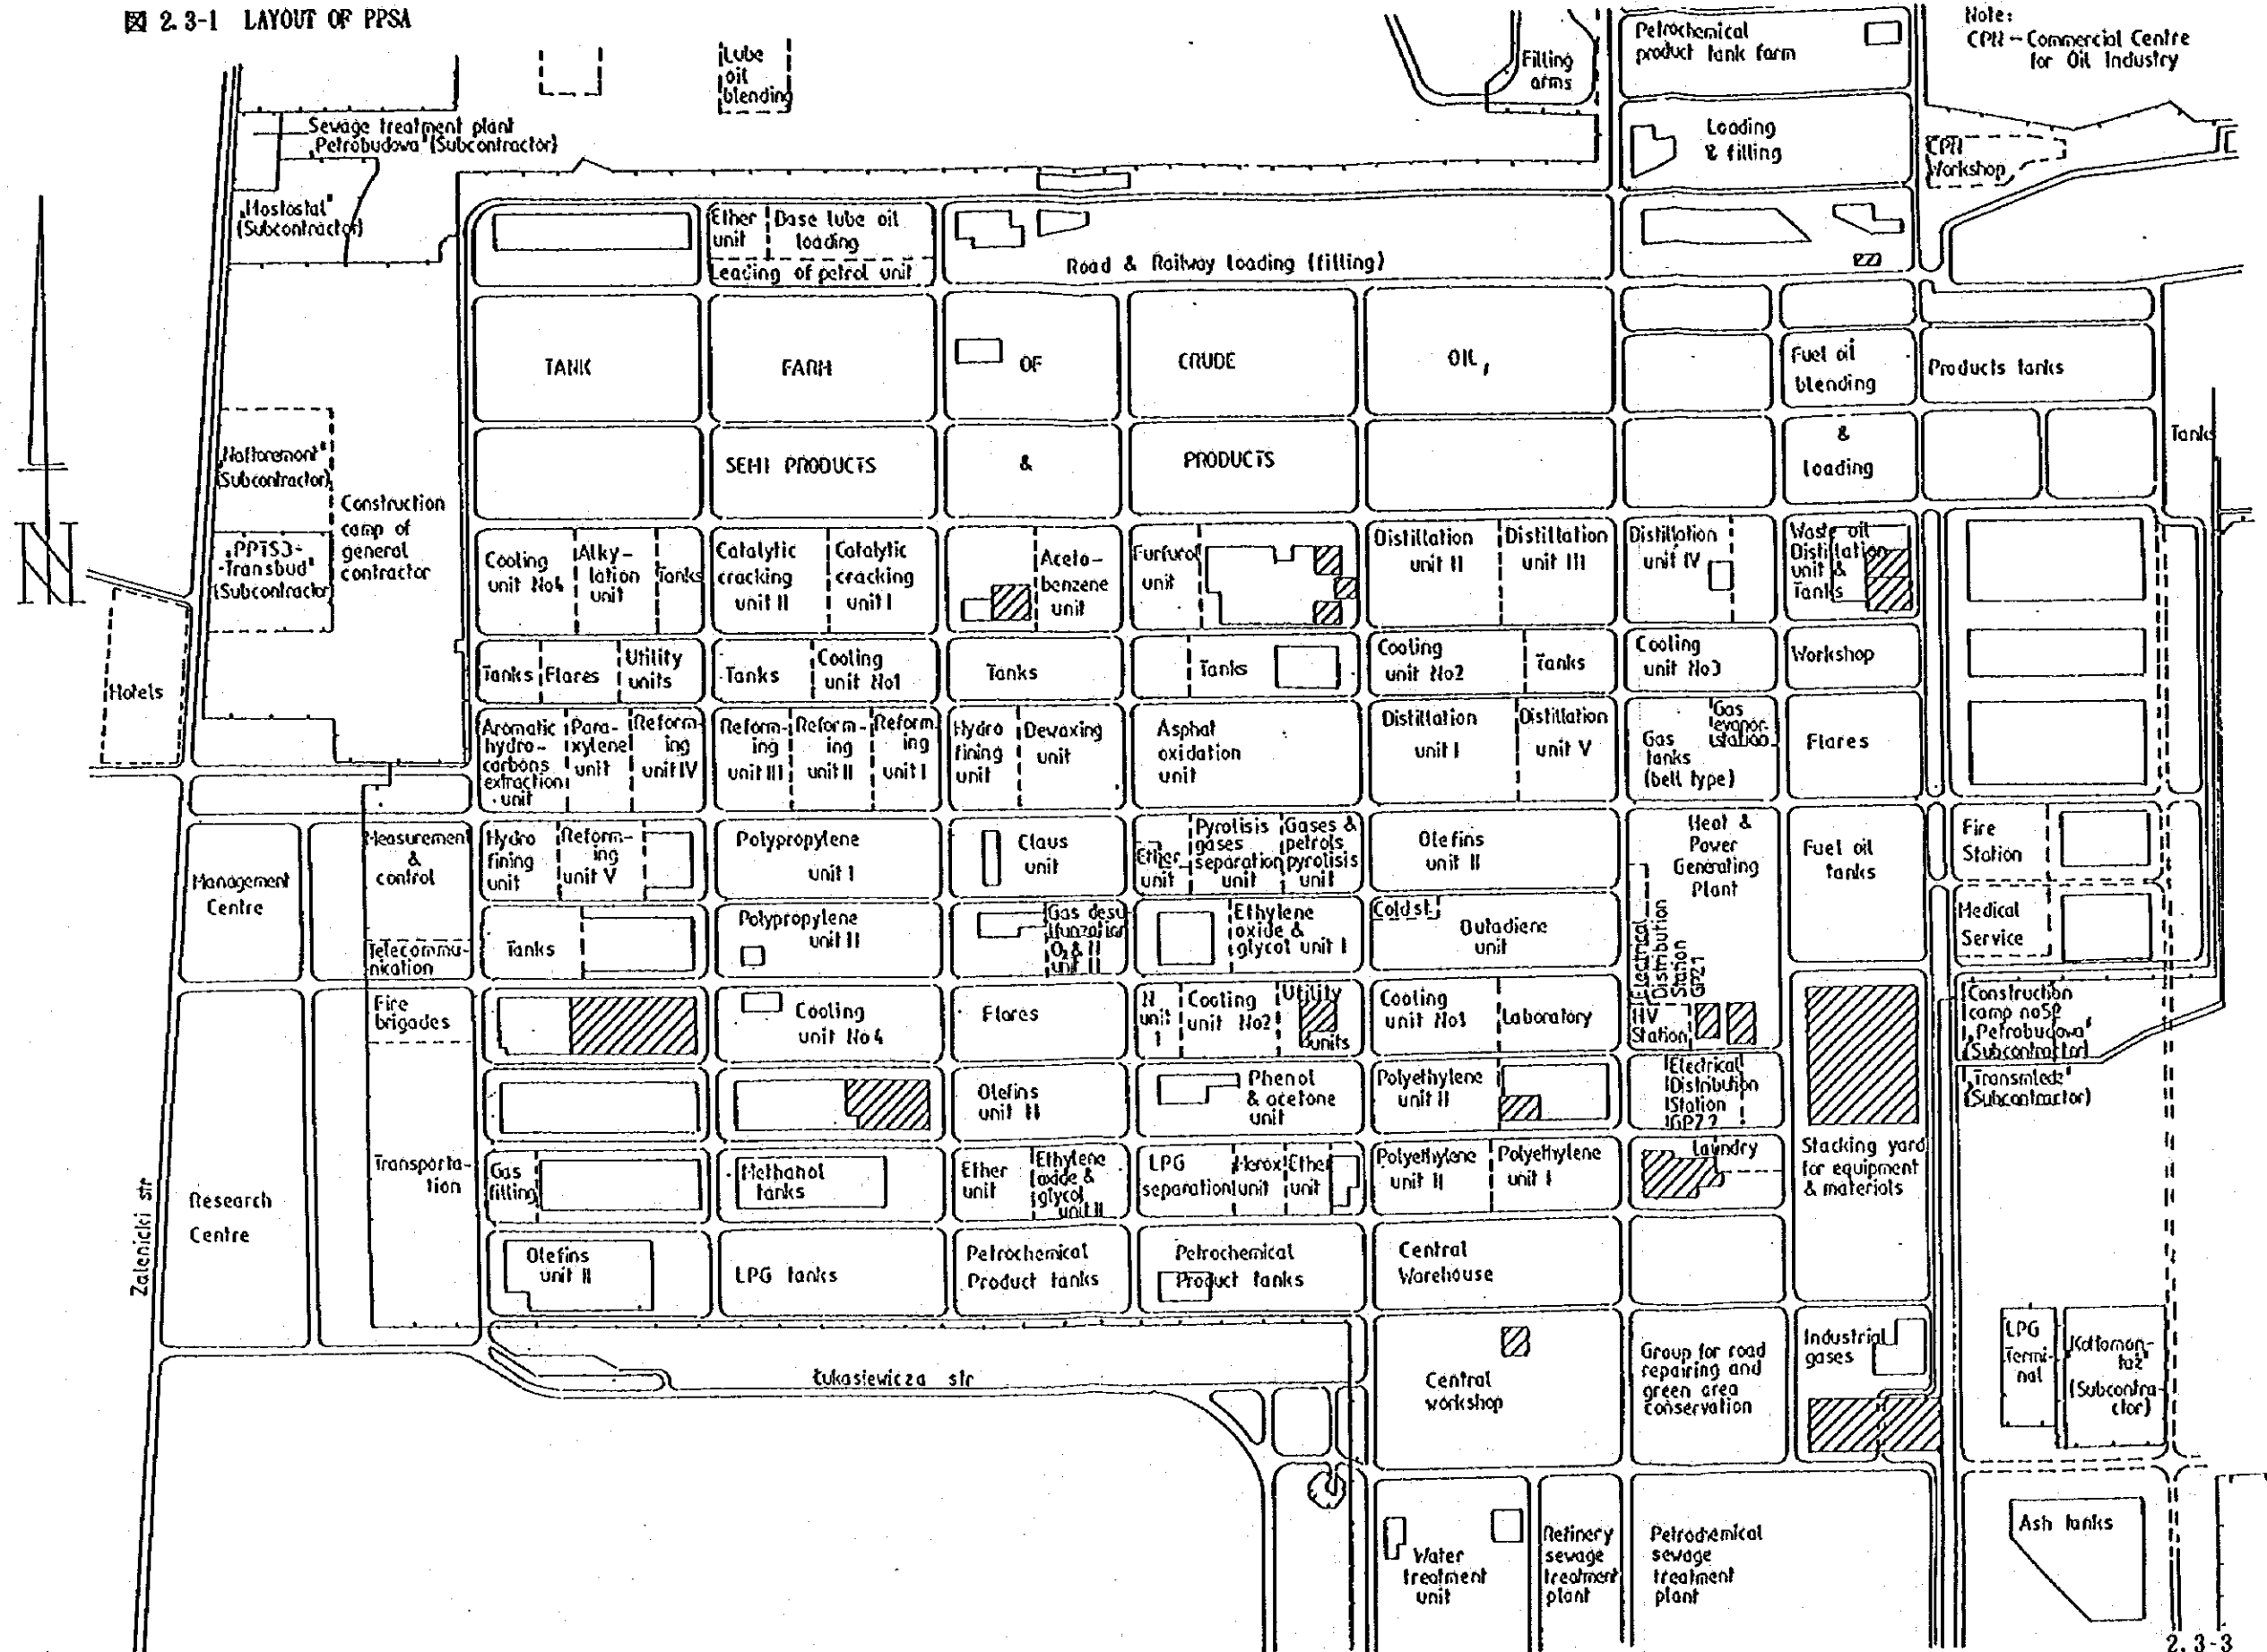 図 2.3-1 LAYOUT OF PPSA
Note:
CPN - Commercial Centre
for Oil Industry
Lube
oil
blending
Filling
arms
Petrochemical
product tank farm
Sewage treatment plant
„Petrobudowa" (Subcontractor)
Loading
& filling
CPN
Workshop
„Mostostal"
(Subcontractor)
Ether
unit
Base lube oil
loading
Leading of petrol unit
Road & Railway loading (filling)
TANK
FARM
OF
CRUDE
OIL,
Fuel oil
blending
Products tanks
SEMI PRODUCTS
&
PRODUCTS
&
loading
Tanks
„Naftoremont"
(Subcontractor)
Construction
camp of
general
contractor
-Transbud"
(Subcontractor
Cooling
unit No4
Alky-
lation
unit
Tanks
Catalytic
cracking
unit II
Catalytic
cracking
unit I
Aceto-
benzene
unit
Furfurol
unit
Distillation
unit II
Distillation
unit III
Distillation
unit IV
Waste oil
Distillation
unit &
Tanks
Hotels
Tanks
Flares
Utility
units
Tanks
Cooling
unit No1
Tanks
Tanks
Cooling
unit No2
Tanks
Cooling
unit No3
Workshop
Aromatic
hydro-
carbons
extraction
unit
Para-
xylene
unit
Reform-
ing
unit IV
Reform-
ing
unit III
Reform-
ing
unit II
Reform.
ing
unit I
Hydro
fining
unit
Dewaxing
unit
Asphat
oxidation
unit
Distillation
unit I
Distillation
unit V
Gas
tanks
(bell type)
Gas
Flares
Management
Centre
Measurement
&
control
Hydro
fining
unit
Reform-
ing
unit V
Polypropylene
unit I
Claus
unit
Ether
unit
Pyrolisis
gases
separation
unit
Gases &
petrols
pyrolisis
unit
Olefins
unit II
Heat &
Power
Generating
Plant
Fuel oil
tanks
Fire
Station
Telecommu-
nication
Tanks
Polypropylene
unit II
Gas desu-
unit II
Ethylene
oxide &
glycol unit I
Cold st.
Butadiene
unit
Electrical
Distribution
Station
GPZ1
Medical
Service
Fire
brigades
Cooling
unit No4
Flares
N
unit
I
Cooling
unit No2
Utility
units
Cooling
unit No1
Laboratory
HV
Station
Construction
camp no52
„Petrobudowa"
(Subcontractor)
Olefins
unit II
Phenol
& acetone
unit
Polyethylene
unit II
Electrical
Distribution
Station
GPZ2
(Subcontractor)
Zalenicki str
Research
Centre
Transporta-
tion
Gas
filling
Methanol
tanks
Ether
unit
Ethylene
oxide &
glycol
unit II
LPG
separation
Merox
unit
Ether
unit
Polyethylene
unit II
Polyethylene
unit I
Laundry
Stacking yard
for equipment
& materials
Olefins
unit II
LPG tanks
Petrochemical
Product tanks
Petrochemical
Product tanks
Central
Warehouse
Łukasiewicza str
Central
workshop
Group for road
repairing and
green area
conservation
Industrial
gases
LPG
Termi-
nal
(Subcontra-
ctor)
Water
treatment
unit
Refinery
sewage
treatment
plant
Petrochemical
sewage
treatment
plant
Ash tanks
2.3-3